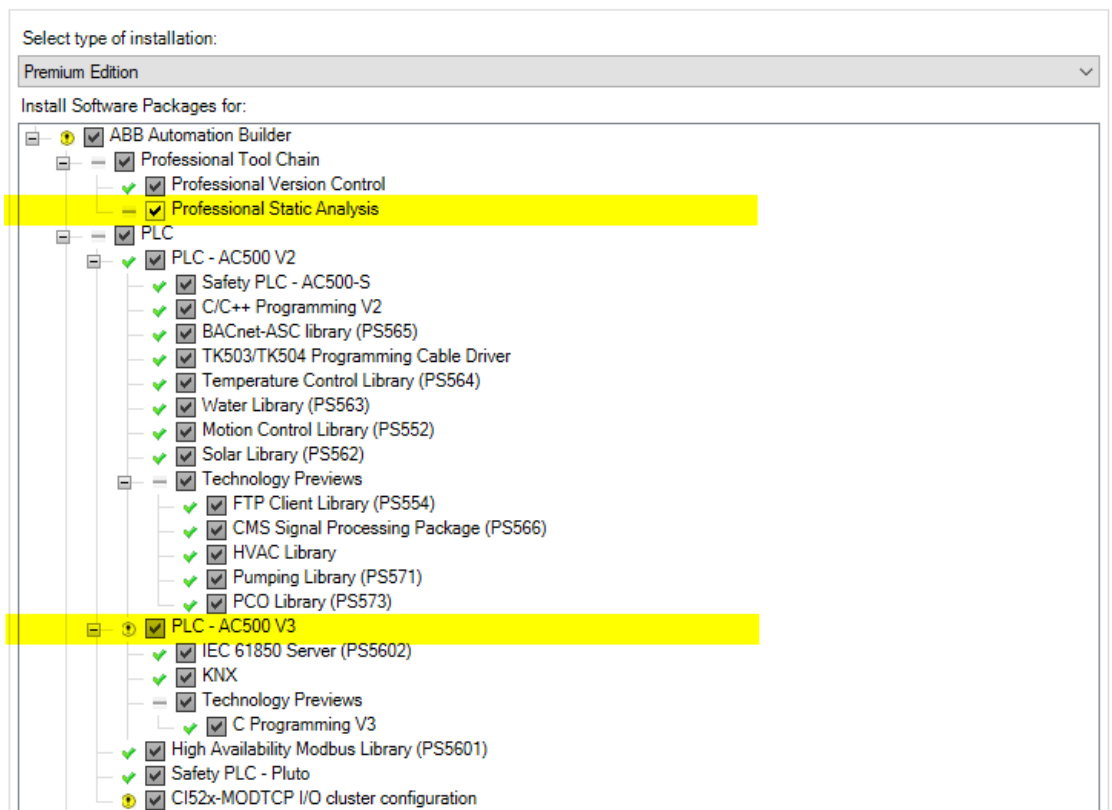 Select type of installation:
Premium Edition
Install Software Packages for:
ABB Automation Builder
Professional Tool Chain
Professional Version Control
Professional Static Analysis
PLC
PLC - AC500 V2
Safety PLC - AC500-S
C/C++ Programming V2
BACnet-ASC library (PS565)
TK503/TK504 Programming Cable Driver
Temperature Control Library (PS564)
Water Library (PS563)
Motion Control Library (PS552)
Solar Library (PS562)
Technology Previews
FTP Client Library (PS554)
CMS Signal Processing Package (PS566)
HVAC Library
Pumping Library (PS571)
PCO Library (PS573)
PLC - AC500 V3
IEC 61850 Server (PS5602)
KNX
Technology Previews
C Programming V3
High Availability Modbus Library (PS5601)
Safety PLC - Pluto
CI52x-MODTCP I/O cluster configuration